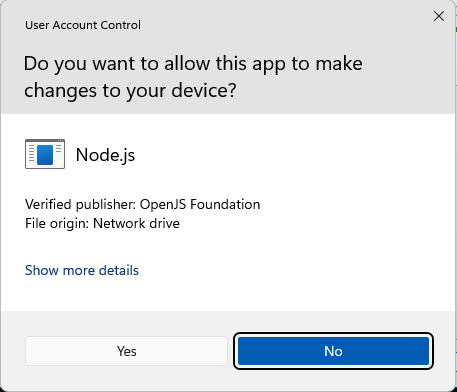 User Account Control
Do you want to allow this app to make
changes to your device?
Node.js
Verified publisher: OpenJS Foundation
File origin: Network drive
Show more details
Yes
No